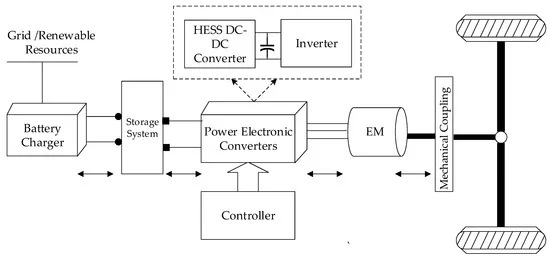 Grid /Renewable
Resources
HESS DC-
DC
Converter
Inverter
Battery
Charger
Storage
System
Power Electronic
Converters
EM
Mechanical Coupling
Controller